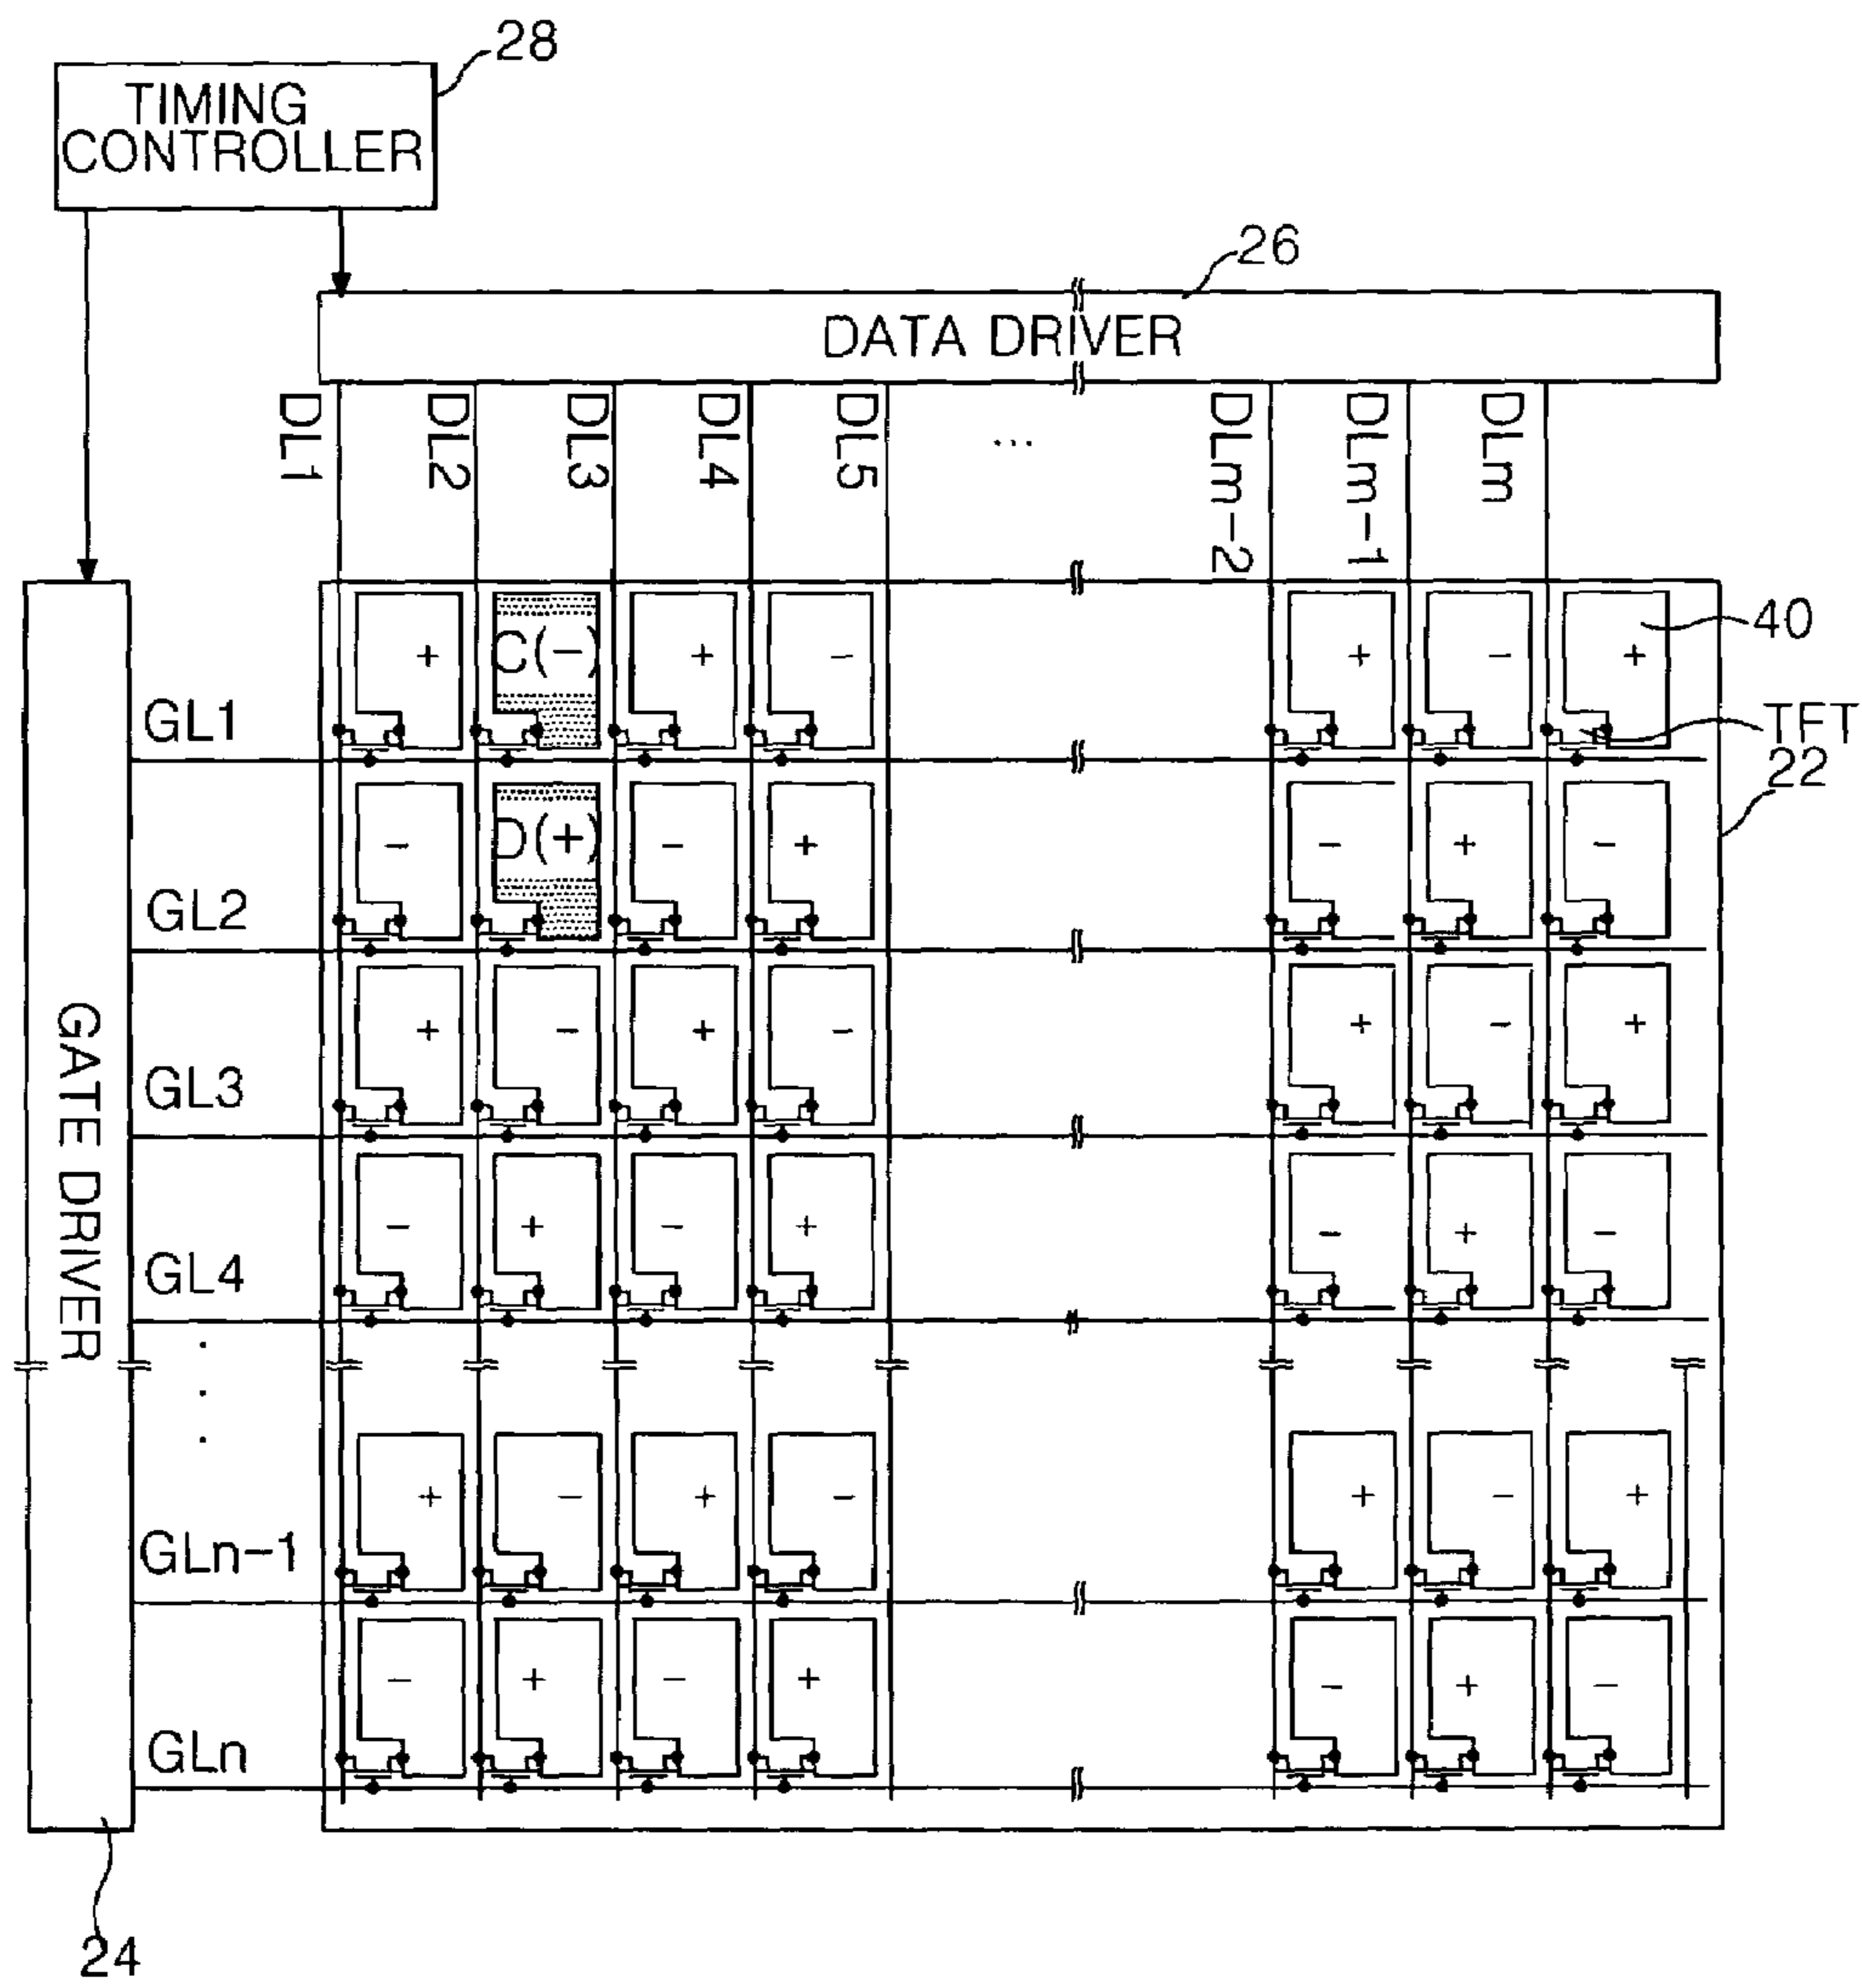 28
TIMING
CONTROLLER
26
DATA DRIVER
DL1 DL2 DL3 DL4 DL5 ... DLm-2 DLm-1 DLm
+ C(-) + - + - + 40
GL1 TFT
22
- D(+) - + - + -
GL2
+ - + - + - +
GL3
- + - + - + -
GL4
GATE DRIVER
+ - + - + - +
GLn-1
- + - + - + -
GLn
24